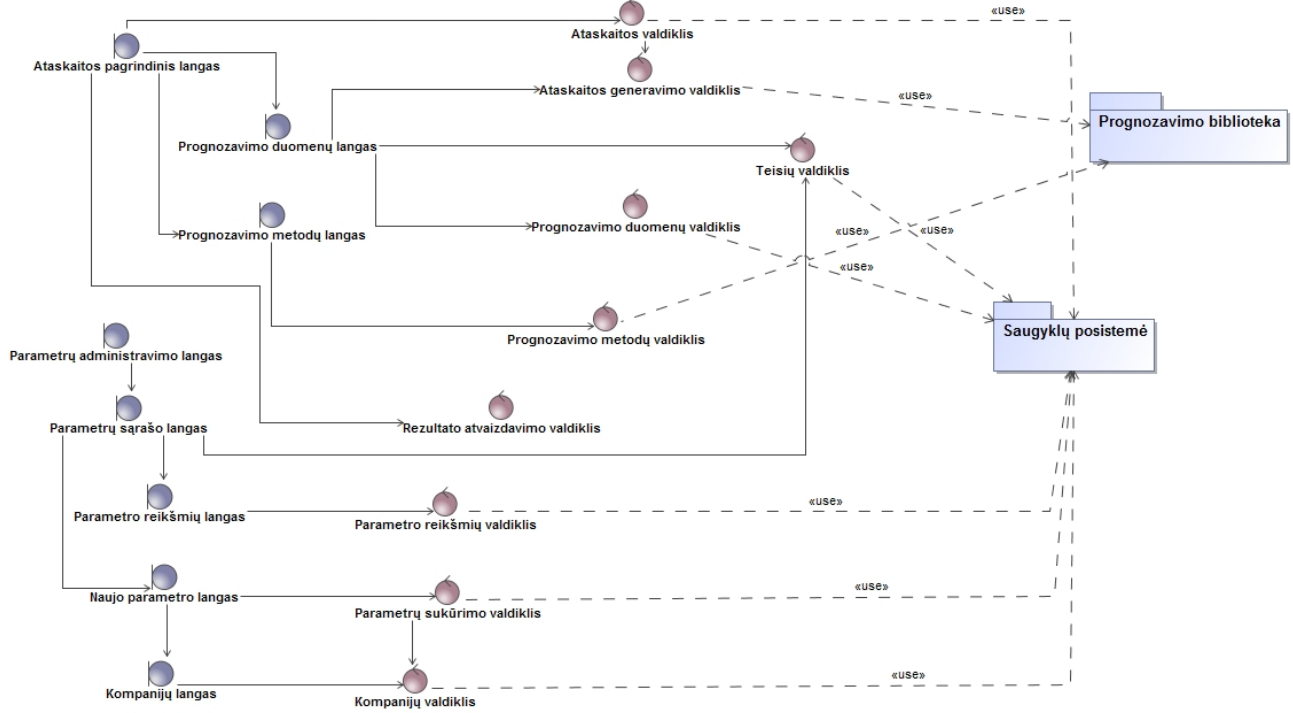 «use»
Ataskaitos valdiklis
Ataskaitos pagrindinis langas
Ataskaitos generavimo valdiklis
«use»
Prognozavimo biblioteka
Prognozavimo duomenų langas
Teisių valdiklis
Prognozavimo metodų langas
Prognozavimo duomenų valdiklis
«use»
«use»
«use»
Saugyklų posistemė
Prognozavimo metodų valdiklis
Parametrų administravimo langas
Parametrų sąrašo langas
Rezultato atvaizdavimo valdiklis
«use»
Parametro reikšmių langas
Parametro reikšmių valdiklis
«use»
Naujo parametro langas
Parametrų sukūrimo valdiklis
«use»
Kompanijų langas
Kompanijų valdiklis